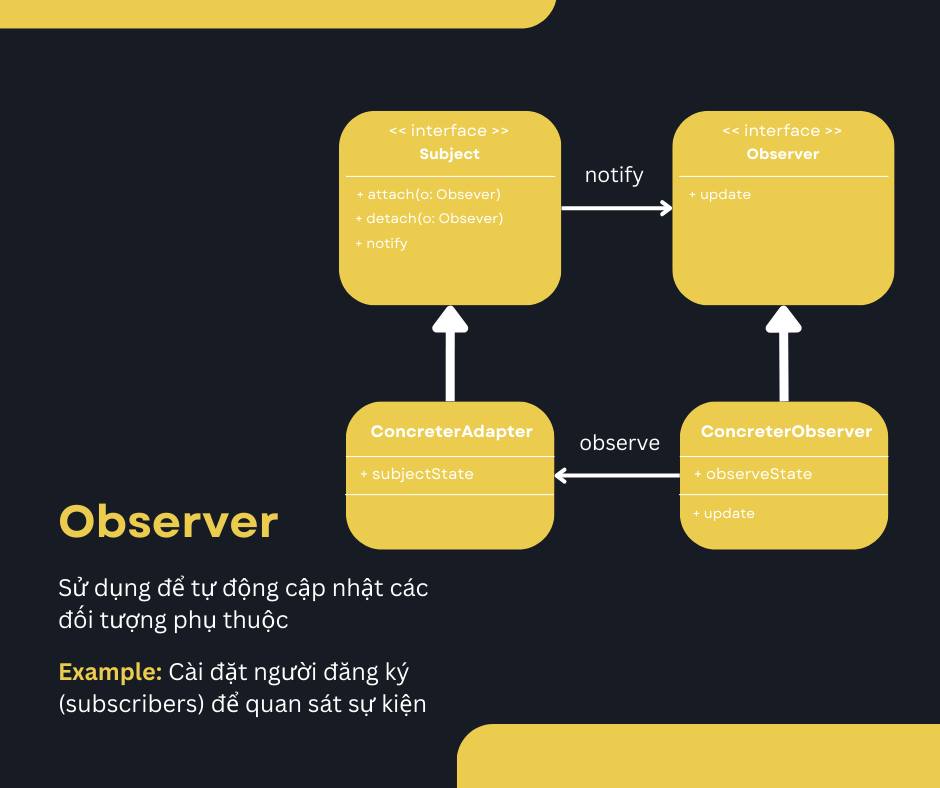 << interface >>
Subject
+ attach(o: Obsever)
+ detach(o: Obsever)
+ notify
notify
<< interface >>
Observer
+ update
ConcreterAdapter
+ subjectState
observe
ConcreterObserver
+ observeState
+ update
Observer
Sử dụng để tự động cập nhật các
đối tượng phụ thuộc
Example: Cài đặt người đăng ký
(subscribers) để quan sát sự kiện